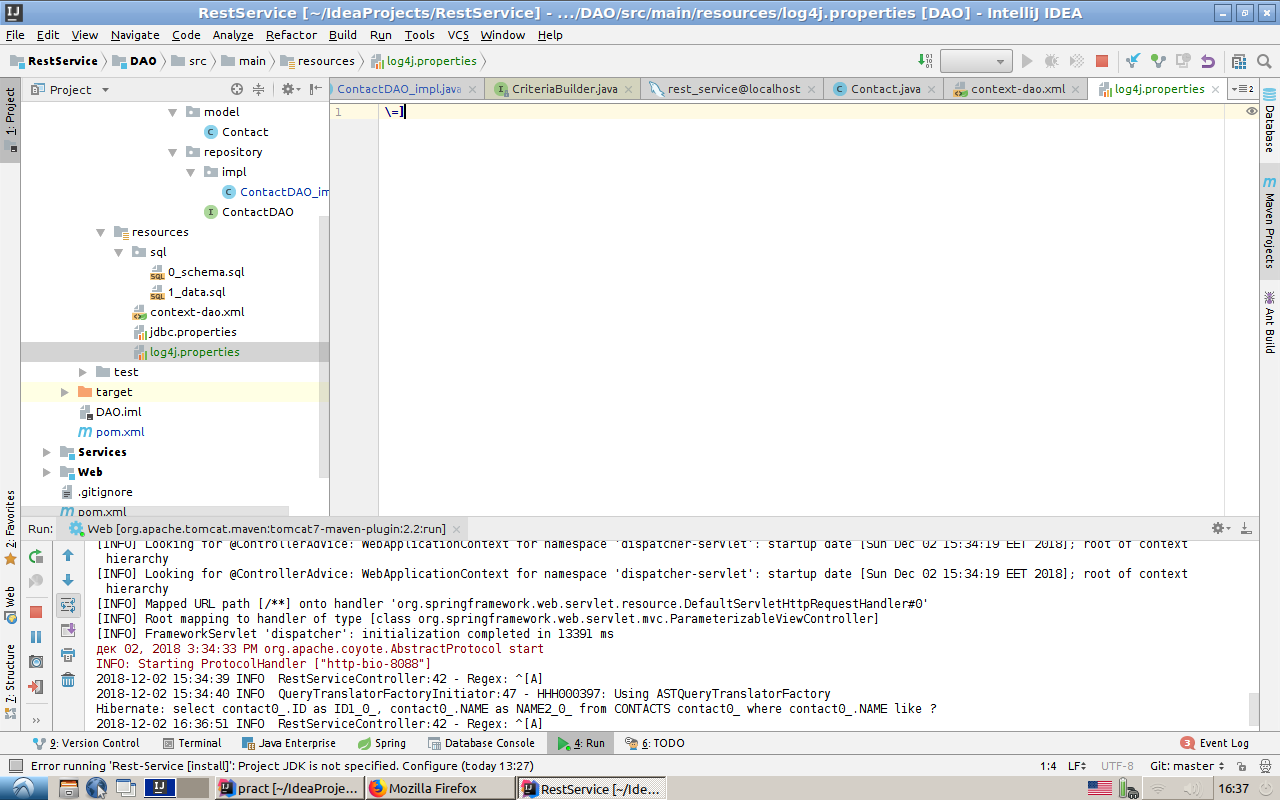 RestService [~/IdeaProjects/RestService] - .../DAO/src/main/resources/log4j.properties [DAO] - IntelliJ IDEA
File Edit View Navigate Code Analyze Refactor Build Run Tools VCS Window Help
RestService DAO src main resources log4j.properties
Project
ContactDAO_impl.java CriteriaBuilder.java rest_service@localhost Contact.java context-dao.xml log4j.properties 2
1: Project
2: Favorites
Web
7: Structure
model
Contact
repository
impl
ContactDAO_im
ContactDAO
resources
sql
0_schema.sql
1_data.sql
context-dao.xml
jdbc.properties
log4j.properties
test
target
DAO.iml
pom.xml
Services
Web
.gitignore
pom.xml
1 \=]
Database
Maven Projects
Ant Build
Run: Web [org.apache.tomcat.maven:tomcat7-maven-plugin:2.2:run]
[INFO] Looking for @ControllerAdvice: WebApplicationContext for namespace 'dispatcher-servlet': startup date [Sun Dec 02 15:34:19 EET 2018]; root of context
hierarchy
[INFO] Looking for @ControllerAdvice: WebApplicationContext for namespace 'dispatcher-servlet': startup date [Sun Dec 02 15:34:19 EET 2018]; root of context
hierarchy
[INFO] Mapped URL path [/**] onto handler 'org.springframework.web.servlet.resource.DefaultServletHttpRequestHandler#0'
[INFO] Root mapping to handler of type [class org.springframework.web.servlet.mvc.ParameterizableViewController]
[INFO] FrameworkServlet 'dispatcher': initialization completed in 13391 ms
дек 02, 2018 3:34:33 PM org.apache.coyote.AbstractProtocol start
INFO: Starting ProtocolHandler ["http-bio-8088"]
2018-12-02 15:34:39 INFO  RestServiceController:42 - Regex: ^[A]
2018-12-02 15:34:40 INFO  QueryTranslatorFactoryInitiator:47 - HHH000397: Using ASTQueryTranslatorFactory
Hibernate: select contact0_.ID as ID1_0_, contact0_.NAME as NAME2_0_ from CONTACTS contact0_ where contact0_.NAME like ?
2018-12-02 16:36:51 INFO  RestServiceController:42 - Regex: ^[A]
9: Version Control Terminal Java Enterprise Spring Database Console 4: Run 6: TODO 3 Event Log
Error running 'Rest-Service [install]': Project JDK is not specified. Configure (today 13:27) 1:4 LF UTF-8 Git: master
pract [~/IdeaProje... Mozilla Firefox RestService [~/Ide... 16:37